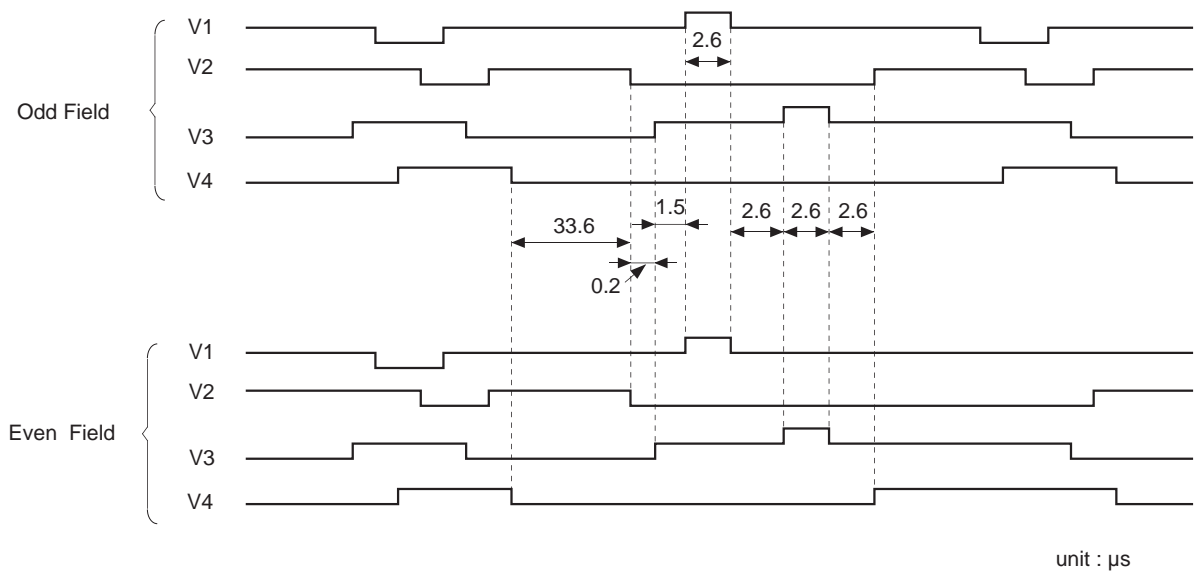 V1
2.6
V2
Odd Field
V3
V4
1.5
2.6 2.6 2.6
33.6
0.2
V1
V2
Even Field
V3
V4
unit : µs